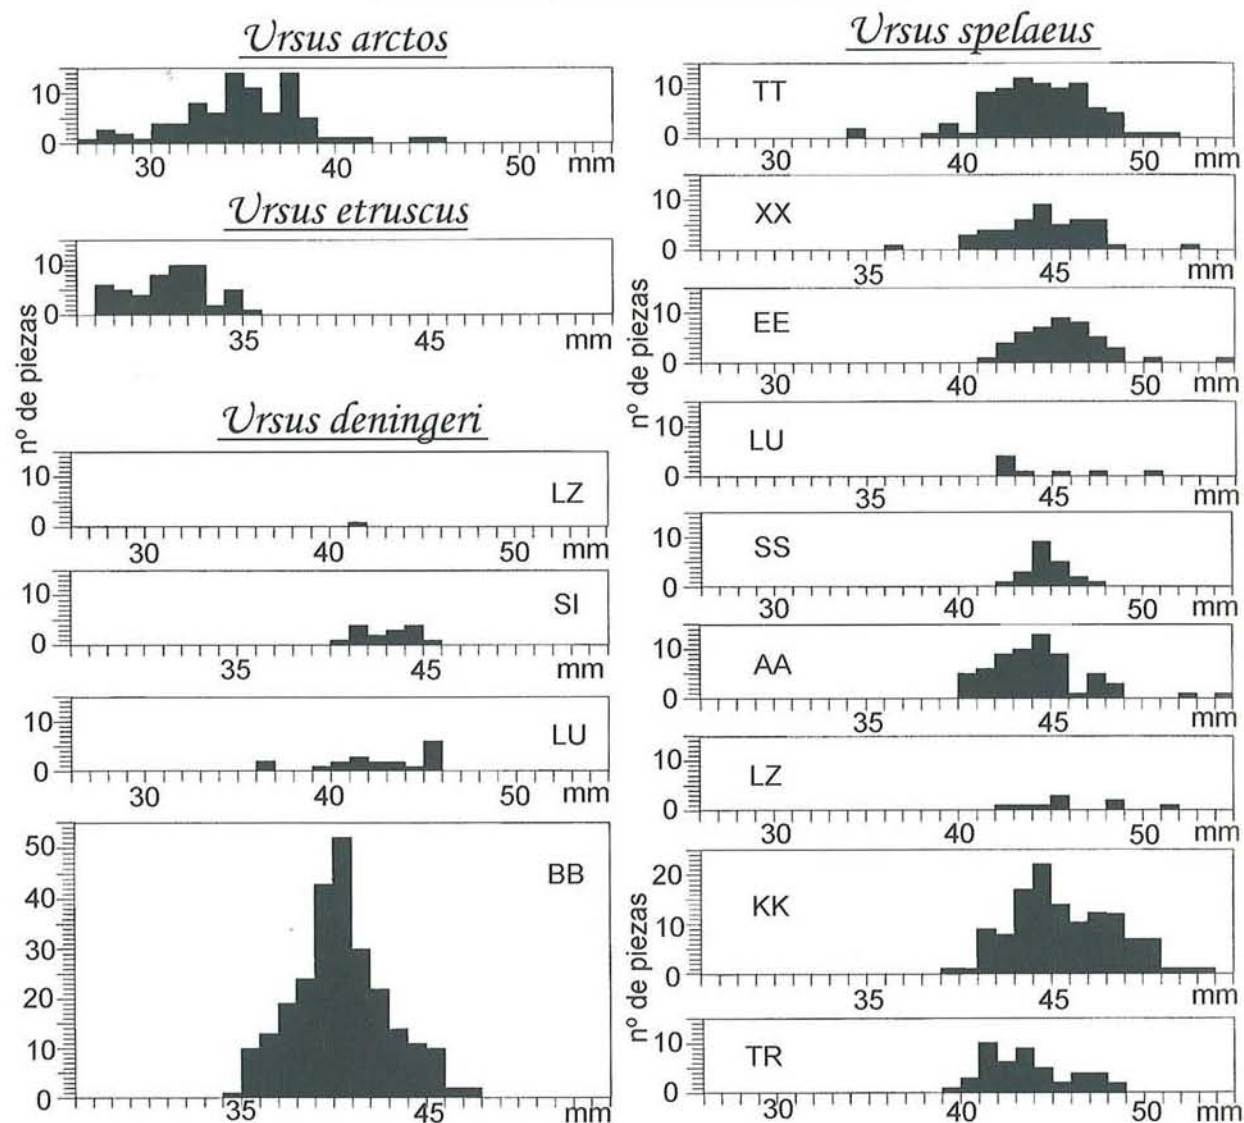 Ursus arctos
10
0
30 40 50 mm
Ursus etruscus
10
0
35 45 mm
nº de piezas
Ursus deningeri
10
0
LZ
30 40 50 mm
10
0
SI
35 45 mm
10
0
LU
30 40 50 mm
50
40
30
20
10
0
BB
35 45 mm
Ursus spelaeus
10
0
TT
30 40 50 mm
10
0
XX
35 45 mm
nº de piezas
10
0
EE
30 40 50 mm
10
0
LU
35 45 mm
10
0
SS
30 40 50 mm
10
0
AA
35 45 mm
10
0
LZ
30 40 50 mm
nº de piezas
20
10
0
KK
35 45 mm
10
0
TR
30 40 50 mm